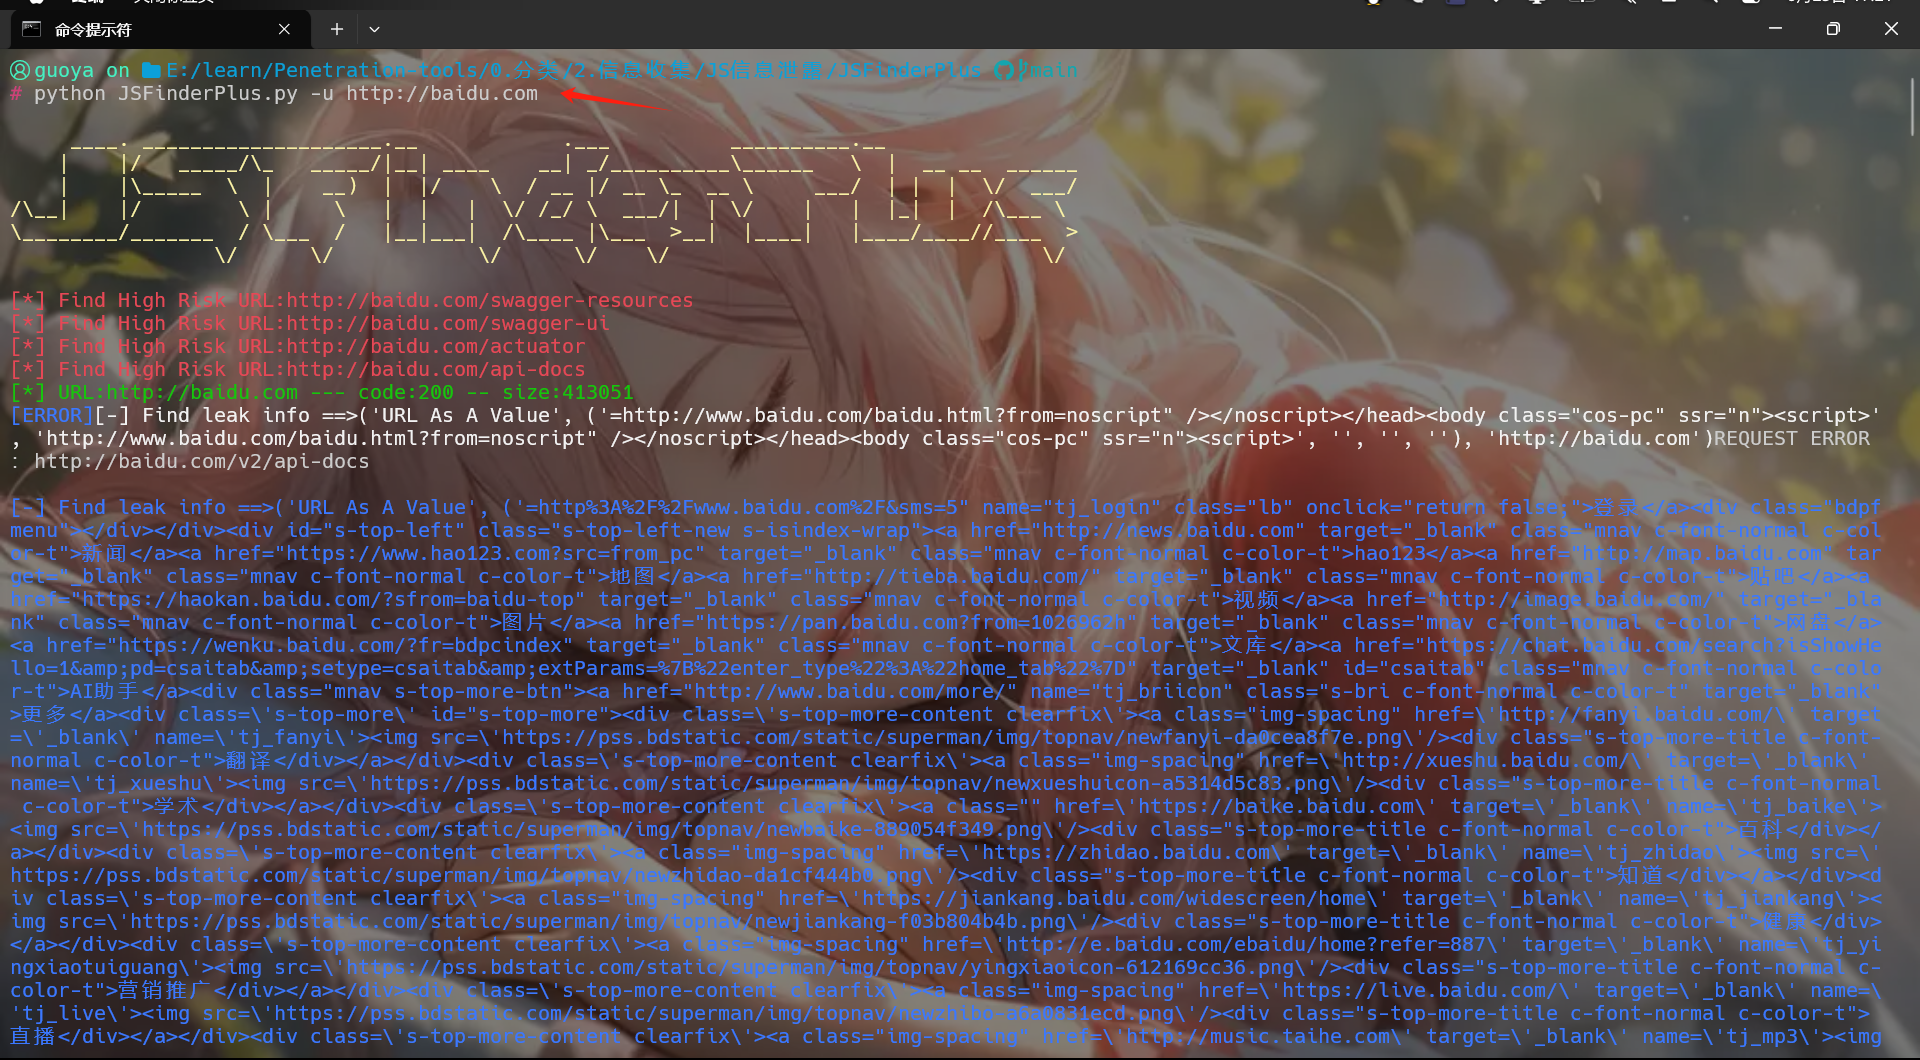 命令提示符
guoya on E:/learn/Penetration-tools/0.分类/2.信息收集/JS信息泄露/JSFinderPlus main
# python JSFinderPlus.py -u http://baidu.com
[*] Find High Risk URL:http://baidu.com/swagger-resources
[*] Find High Risk URL:http://baidu.com/swagger-ui
[*] Find High Risk URL:http://baidu.com/actuator
[*] Find High Risk URL:http://baidu.com/api-docs
[*] URL:http://baidu.com --- code:200 -- size:413051
[ERROR][-] Find leak info ==>('URL As A Value', ('=http://www.baidu.com/baidu.html?from=noscript" /></noscript></head><body class="cos-pc" ssr="n"><script>'
, 'http://www.baidu.com/baidu.html?from=noscript" /></noscript></head><body class="cos-pc" ssr="n"><script>', '', '', ''), 'http://baidu.com')REQUEST ERROR
: http://baidu.com/v2/api-docs
[-] Find leak info ==>('URL As A Value', ('=http%3A%2F%2Fwww.baidu.com%2F&sms=5" name="tj_login" class="lb" onclick="return false;">登录</a><div class="bdpf
menu"></div></div><div id="s-top-left" class="s-top-left-new s-isindex-wrap"><a href="http://news.baidu.com" target="_blank" class="mnav c-font-normal c-col
or-t">新闻</a><a href="https://www.hao123.com?src=from_pc" target="_blank" class="mnav c-font-normal c-color-t">hao123</a><a href="http://map.baidu.com" tar
get="_blank" class="mnav c-font-normal c-color-t">地图</a><a href="http://tieba.baidu.com/" target="_blank" class="mnav c-font-normal c-color-t">贴吧</a><a
href="https://haokan.baidu.com/?sfrom=baidu-top" target="_blank" class="mnav c-font-normal c-color-t">视频</a><a href="http://image.baidu.com/" target="_bla
nk" class="mnav c-font-normal c-color-t">图片</a><a href="https://pan.baidu.com?from=1026962h" target="_blank" class="mnav c-font-normal c-color-t">网盘</a>
<a href="https://wenku.baidu.com/?fr=bdpcindex" target="_blank" class="mnav c-font-normal c-color-t">文库</a><a href="https://chat.baidu.com/search?isShowHe
llo=1&amp;pd=csaitab&amp;setype=csaitab&amp;extParams=%7B%22enter_type%22%3A%22home_tab%22%7D" target="_blank" id="csaitab" class="mnav c-font-normal c-colo
r-t">AI助手</a><div class="mnav s-top-more-btn"><a href="http://www.baidu.com/more/" name="tj_briicon" class="s-bri c-font-normal c-color-t" target="_blank"
>更多</a><div class=\'s-top-more\' id="s-top-more"><div class=\'s-top-more-content clearfix\'><a class="img-spacing" href=\'http://fanyi.baidu.com/\' target
=\'_blank\' name=\'tj_fanyi\'><img src=\'https://pss.bdstatic.com/static/superman/img/topnav/newfanyi-da0cea8f7e.png\'/><div class="s-top-more-title c-font-
normal c-color-t">翻译</div></a></div><div class=\'s-top-more-content clearfix\'><a class="img-spacing" href=\'http://xueshu.baidu.com/\' target=\'_blank\'
name=\'tj_xueshu\'><img src=\'https://pss.bdstatic.com/static/superman/img/topnav/newxueshuicon-a5314d5c83.png\'/><div class="s-top-more-title c-font-normal
c-color-t">学术</div></a></div><div class=\'s-top-more-content clearfix\'><a class="" href=\'https://baike.baidu.com\' target=\'_blank\' name=\'tj_baike\'>
<img src=\'https://pss.bdstatic.com/static/superman/img/topnav/newbaike-889054f349.png\'/><div class="s-top-more-title c-font-normal c-color-t">百科</div></
a></div><div class=\'s-top-more-content clearfix\'><a class="img-spacing" href=\'https://zhidao.baidu.com\' target=\'_blank\' name=\'tj_zhidao\'><img src=\'
https://pss.bdstatic.com/static/superman/img/topnav/newzhidao-da1cf444b0.png\'/><div class="s-top-more-title c-font-normal c-color-t">知道</div></a></div><d
iv class=\'s-top-more-content clearfix\'><a class="img-spacing" href=\'https://jiankang.baidu.com/widescreen/home\' target=\'_blank\' name=\'tj_jiankang\'><
img src=\'https://pss.bdstatic.com/static/superman/img/topnav/newjiankang-f03b804b4b.png\'/><div class="s-top-more-title c-font-normal c-color-t">健康</div>
</a></div><div class=\'s-top-more-content clearfix\'><a class="img-spacing" href=\'http://e.baidu.com/ebaidu/home?refer=887\' target=\'_blank\' name=\'tj_yi
ngxiaotuiguang\'><img src=\'https://pss.bdstatic.com/static/superman/img/topnav/yingxiaoicon-612169cc36.png\'/><div class="s-top-more-title c-font-normal c-
color-t">营销推广</div></a></div><div class=\'s-top-more-content clearfix\'><a class="img-spacing" href=\'https://live.baidu.com/\' target=\'_blank\' name=\
'tj_live\'><img src=\'https://pss.bdstatic.com/static/superman/img/topnav/newzhibo-aba0831ecd.png\'/><div class="s-top-more-title c-font-normal c-color-t">
直播</div></a></div><div class=\'s-top-more-content clearfix\'><a class="img-spacing" href=\'http://music.taihe.com\' target=\'_blank\' name=\'tj_mp3\'><img